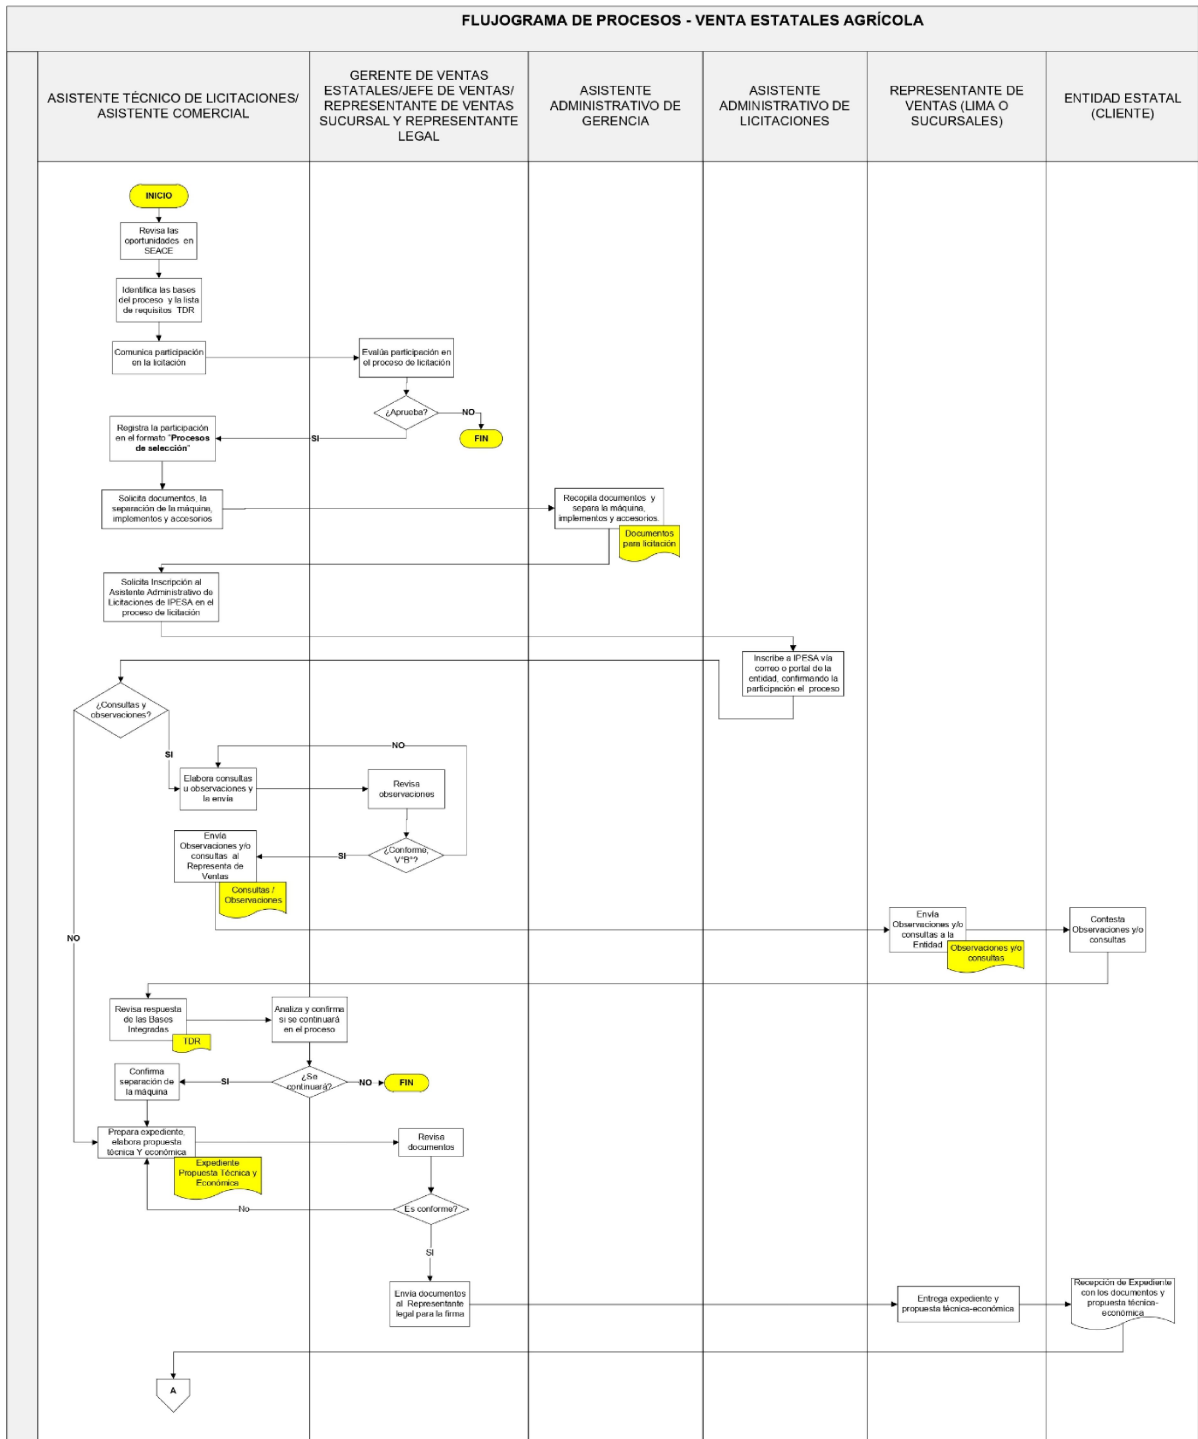 FLUJOGRAMA DE PROCESOS - VENTA ESTATALES AGRÍCOLA
ASISTENTE TÉCNICO DE LICITACIONES/
ASISTENTE COMERCIAL
GERENTE DE VENTAS
ESTATALES/JEFE DE VENTAS/
REPRESENTANTE DE VENTAS
SUCURSAL Y REPRESENTANTE
LEGAL
ASISTENTE
ADMINISTRATIVO DE
GERENCIA
ASISTENTE
ADMINISTRATIVO DE
LICITACIONES
REPRESENTANTE DE
VENTAS (LIMA O
SUCURSALES)
ENTIDAD ESTATAL
(CLIENTE)
INICIO
Revisa las
oportunidades en
SEACE
Identifica las bases
del proceso y la lista
de requisitos TDR
Comunica participación
en la licitación
Evalúa participación en
el proceso de licitación
¿Aprueba?
NO
FIN
SI
Registra la participación
en el formato "Procesos
de selección"
Solicita documentos, la
separación de la máquina,
implementos y accesorios
Recopila documentos y
separa la máquina,
implementos y accesorios.
Documentos
para licitación
Solicita Inscripción al
Asistente Administrativo de
Licitaciones de IPESA en el
proceso de licitación
Inscribe a IPESA vía
correo o portal de la
entidad, confirmando la
participación el proceso
¿Consultas y
observaciones?
SI
NO
Elabora consultas
u observaciones y
la envía
Revisa
observaciones
¿Conforme,
V°B°?
SI
Envía
Observaciones y/o
consultas al
Representa de
Ventas
Consultas /
Observaciones
NO
Envía
Observaciones y/o
consultas a la
Entidad
Observaciones y/o
consultas
Contesta
Observaciones y/o
consultas
Revisa respuesta
de las Bases
Integradas
TDR
Analiza y confirma
si se continuará
en el proceso
¿Se
continuará?
NO
FIN
SI
Confirma
separación de
la máquina
Prepara expediente,
elabora propuesta
técnica Y económica
Expediente
Propuesta Técnica y
Económica
Revisa
documentos
Es conforme?
No
SI
Envía documentos
al Representante
legal para la firma
Entrega expediente y
propuesta técnica-económica
Recepción de Expediente
con los documentos y
propuesta técnica-
económica
A